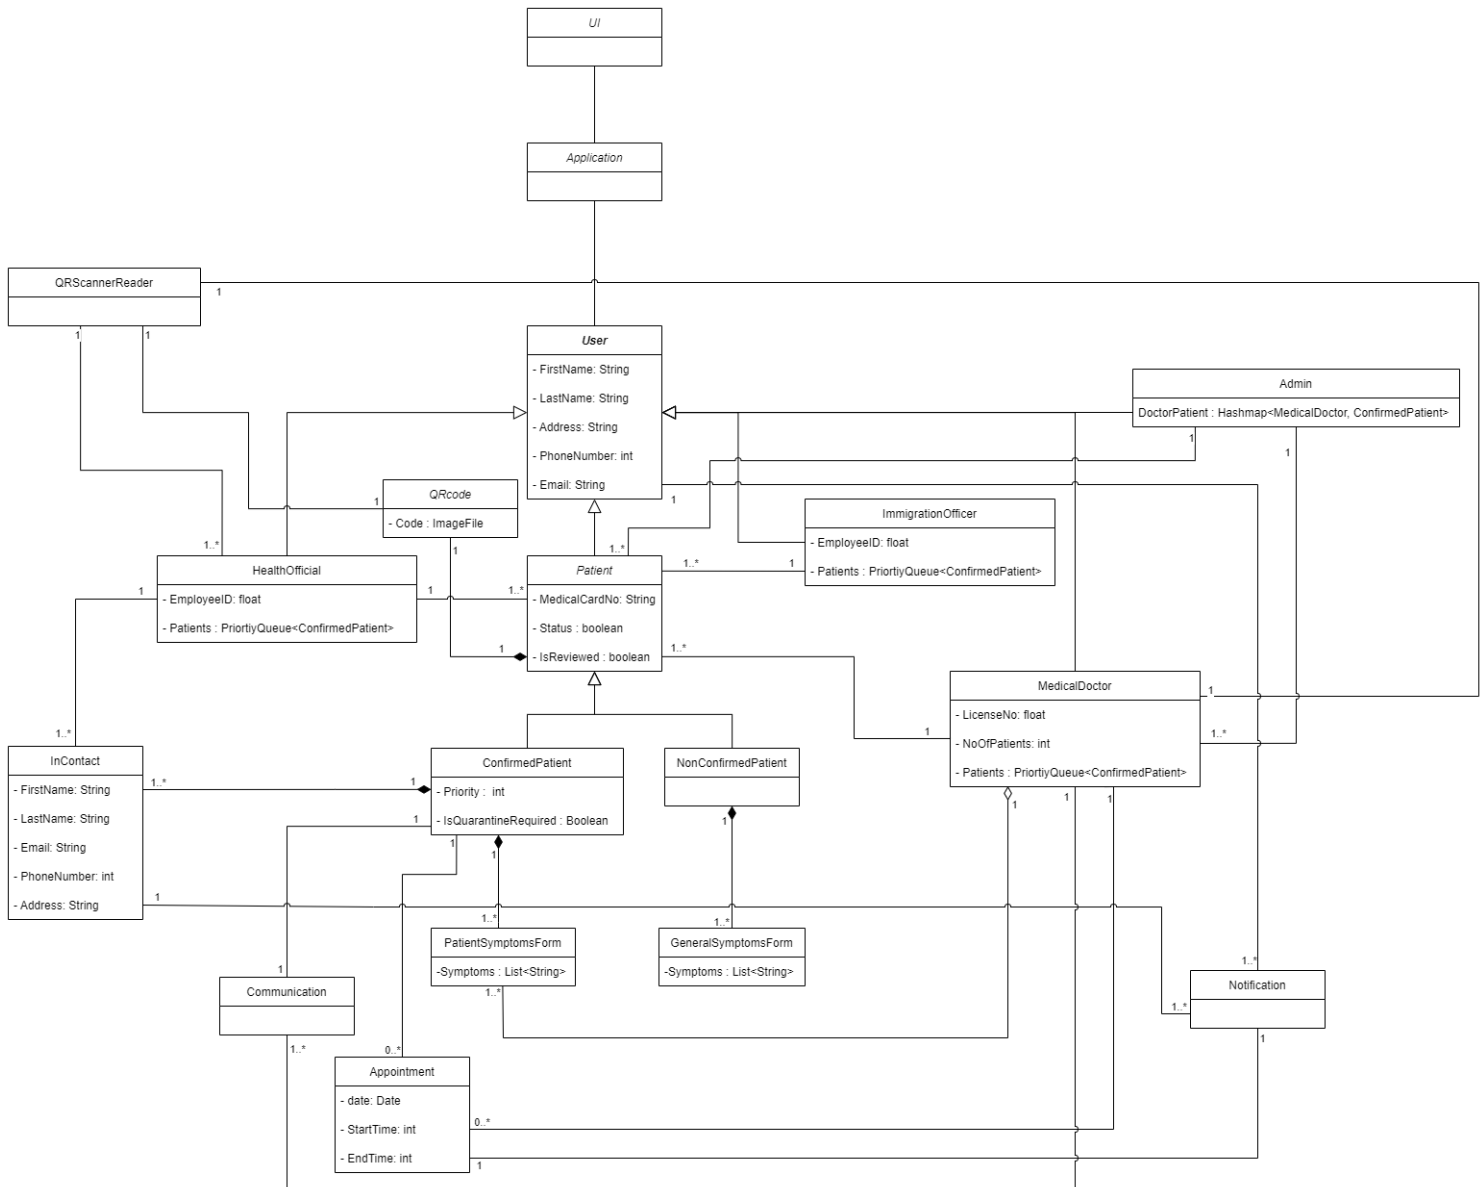 UI
Application
QRScannerReader
1
1
1
User
- FirstName: String
- LastName: String
- Address: String
- PhoneNumber: int
- Email: String
1
Admin
DoctorPatient : Hashmap<MedicalDoctor, ConfirmedPatient>
1
1
QRcode
- Code : ImageFile
1
1
ImmigrationOfficer
- EmployeeID: float
- Patients : PriortiyQueue<ConfirmedPatient>
1
1..*
HealthOfficial
- EmployeeID: float
- Patients : PriortiyQueue<ConfirmedPatient>
1..*
1
1
Patient
- MedicalCardNo: String
- Status : boolean
- IsReviewed : boolean
1..*
1..*
1
1..*
MedicalDoctor
- LicenseNo: float
- NoOfPatients: int
- Patients : PriortiyQueue<ConfirmedPatient>
1
1
1..*
1
1
1
InContact
- FirstName: String
- LastName: String
- Email: String
- PhoneNumber: int
- Address: String
1..*
1..*
1
ConfirmedPatient
- Priority :  int
- IsQuarantineRequired : Boolean
1
1
1
1
NonConfirmedPatient
1
PatientSymptomsForm
-Symptoms : List<String>
1..*
1..*
GeneralSymptomsForm
-Symptoms : List<String>
1..*
Communication
1
1..*
Notification
1..*
1..*
1
Appointment
- date: Date
- StartTime: int
- EndTime: int
0..*
0..*
1